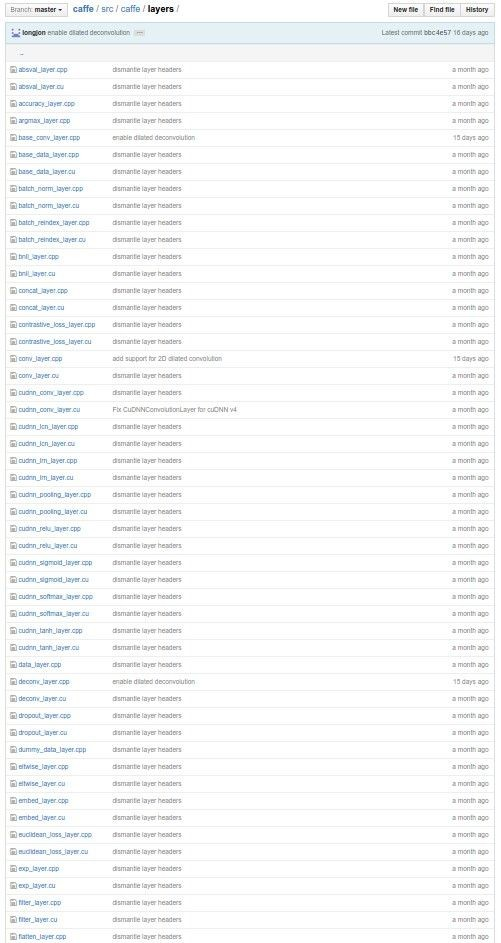 Branch: master caffe / src / caffe / layers / New file Find file History
longjon enable dilated deconvolution ... Latest commit bbc4e57 16 days ago
..
absval_layer.cpp dismantle layer headers a month ago
absval_layer.cu dismantle layer headers a month ago
accuracy_layer.cpp dismantle layer headers a month ago
argmax_layer.cpp dismantle layer headers a month ago
base_conv_layer.cpp enable dilated deconvolution 15 days ago
base_data_layer.cpp dismantle layer headers a month ago
base_data_layer.cu dismantle layer headers a month ago
batch_norm_layer.cpp dismantle layer headers a month ago
batch_norm_layer.cu dismantle layer headers a month ago
batch_reindex_layer.cpp dismantle layer headers a month ago
batch_reindex_layer.cu dismantle layer headers a month ago
bnll_layer.cpp dismantle layer headers a month ago
bnll_layer.cu dismantle layer headers a month ago
concat_layer.cpp dismantle layer headers a month ago
concat_layer.cu dismantle layer headers a month ago
contrastive_loss_layer.cpp dismantle layer headers a month ago
contrastive_loss_layer.cu dismantle layer headers a month ago
conv_layer.cpp add support for 2D dilated convolution 15 days ago
conv_layer.cu dismantle layer headers a month ago
cudnn_conv_layer.cpp dismantle layer headers a month ago
cudnn_conv_layer.cu Fix CuDNNConvolutionLayer for cuDNN v4 a month ago
cudnn_lcn_layer.cpp dismantle layer headers a month ago
cudnn_lcn_layer.cu dismantle layer headers a month ago
cudnn_lrn_layer.cpp dismantle layer headers a month ago
cudnn_lrn_layer.cu dismantle layer headers a month ago
cudnn_pooling_layer.cpp dismantle layer headers a month ago
cudnn_pooling_layer.cu dismantle layer headers a month ago
cudnn_relu_layer.cpp dismantle layer headers a month ago
cudnn_relu_layer.cu dismantle layer headers a month ago
cudnn_sigmoid_layer.cpp dismantle layer headers a month ago
cudnn_sigmoid_layer.cu dismantle layer headers a month ago
cudnn_softmax_layer.cpp dismantle layer headers a month ago
cudnn_softmax_layer.cu dismantle layer headers a month ago
cudnn_tanh_layer.cpp dismantle layer headers a month ago
cudnn_tanh_layer.cu dismantle layer headers a month ago
data_layer.cpp dismantle layer headers a month ago
deconv_layer.cpp enable dilated deconvolution 15 days ago
deconv_layer.cu dismantle layer headers a month ago
dropout_layer.cpp dismantle layer headers a month ago
dropout_layer.cu dismantle layer headers a month ago
dummy_data_layer.cpp dismantle layer headers a month ago
eltwise_layer.cpp dismantle layer headers a month ago
eltwise_layer.cu dismantle layer headers a month ago
embed_layer.cpp dismantle layer headers a month ago
embed_layer.cu dismantle layer headers a month ago
euclidean_loss_layer.cpp dismantle layer headers a month ago
euclidean_loss_layer.cu dismantle layer headers a month ago
exp_layer.cpp dismantle layer headers a month ago
exp_layer.cu dismantle layer headers a month ago
filter_layer.cpp dismantle layer headers a month ago
filter_layer.cu dismantle layer headers a month ago
flatten_layer.cpp dismantle layer headers a month ago